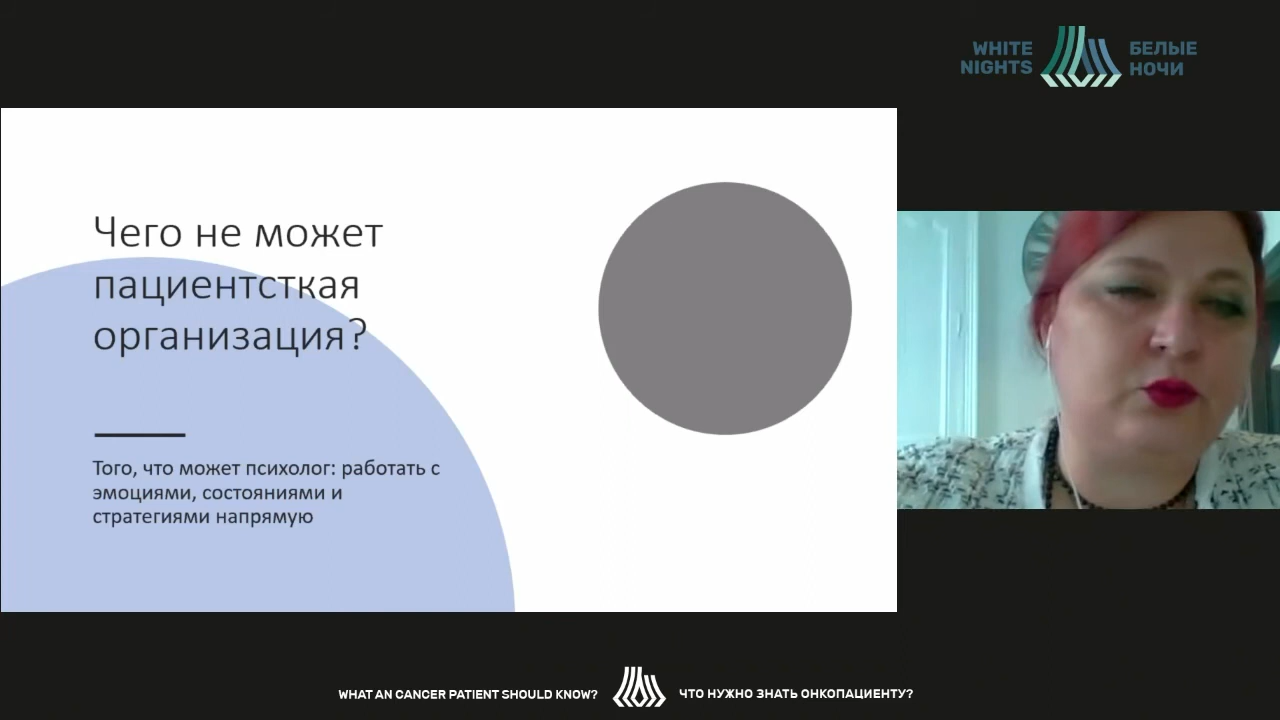 WHITE
NIGHTS
БЕЛЫЕ
НОЧИ
Чего не может
пациентсткая
организация?
Того, что может психолог: работать с
эмоциями, состояниями и
стратегиями напрямую
WHAT AN CANCER PATIENT SHOULD KNOW?
ЧТО НУЖНО ЗНАТЬ ОНКОПАЦИЕНТУ?